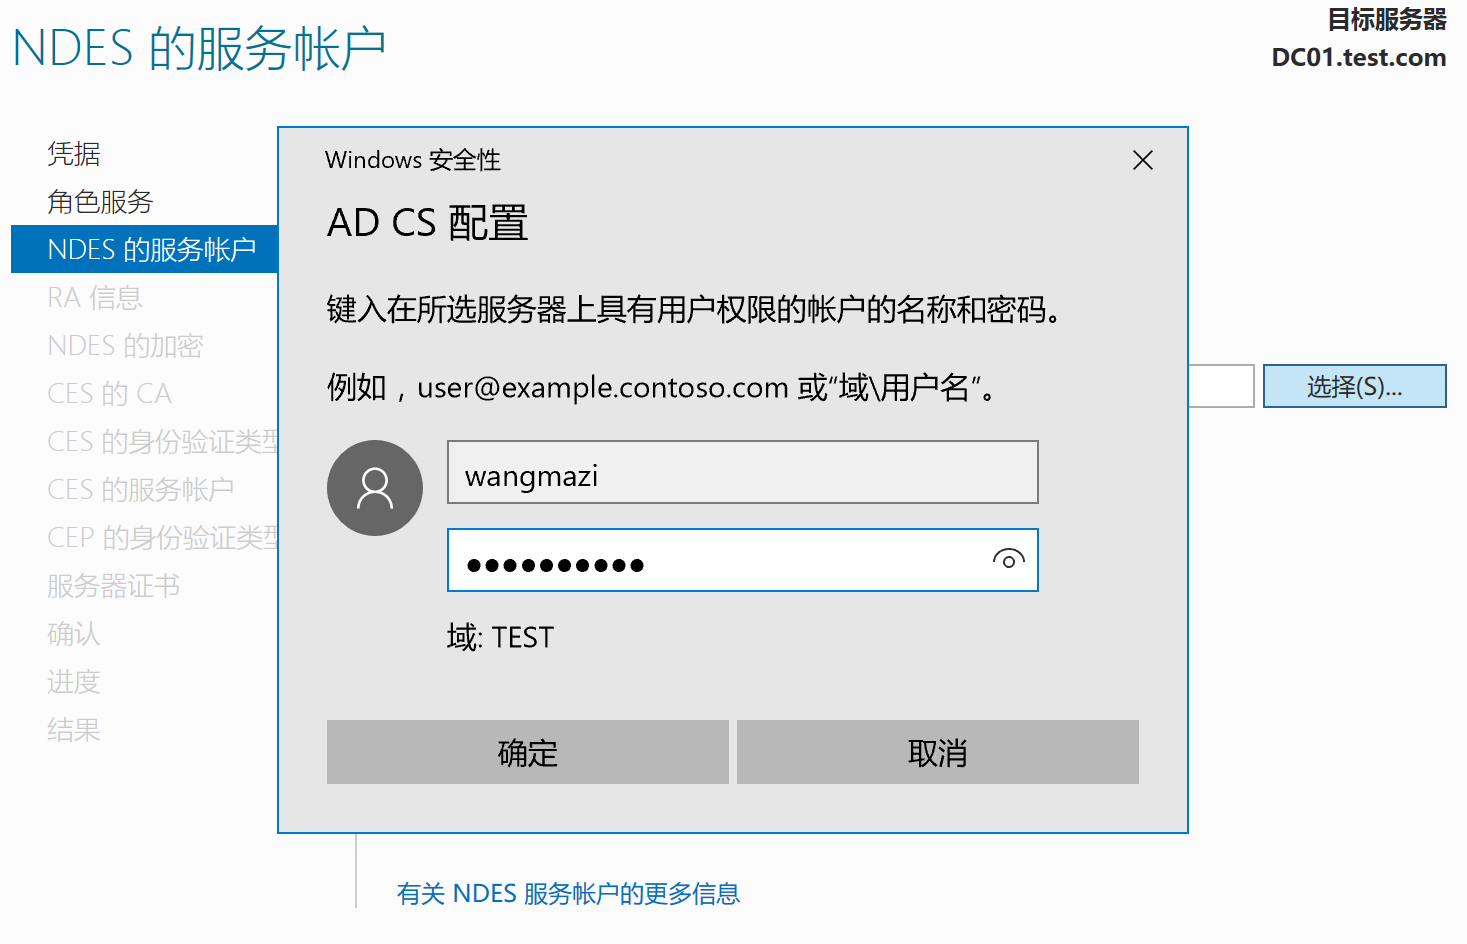 NDES 的服务帐户
目标服务器
DC01.test.com
凭据
角色服务
NDES 的服务帐户
RA 信息
NDES 的加密
CES 的 CA
CES 的身份验证类型
CES 的服务帐户
CEP 的身份验证类型
服务器证书
确认
进度
结果
Windows 安全性
AD CS 配置
键入在所选服务器上具有用户权限的帐户的名称和密码。
例如，user@example.contoso.com 或“域\用户名”。
wangmazi
●●●●●●●●●●
域: TEST
确定
取消
选择(S)...
有关 NDES 服务帐户的更多信息